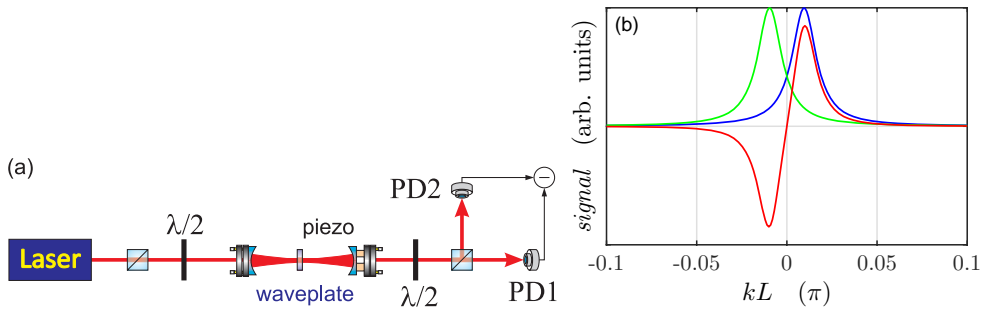 (a)
Laser
λ/2
waveplate
piezo
λ/2
PD2
PD1
−
(b)
signal (arb. units)
-0.1 -0.05 0 0.05 0.1
kL (π)